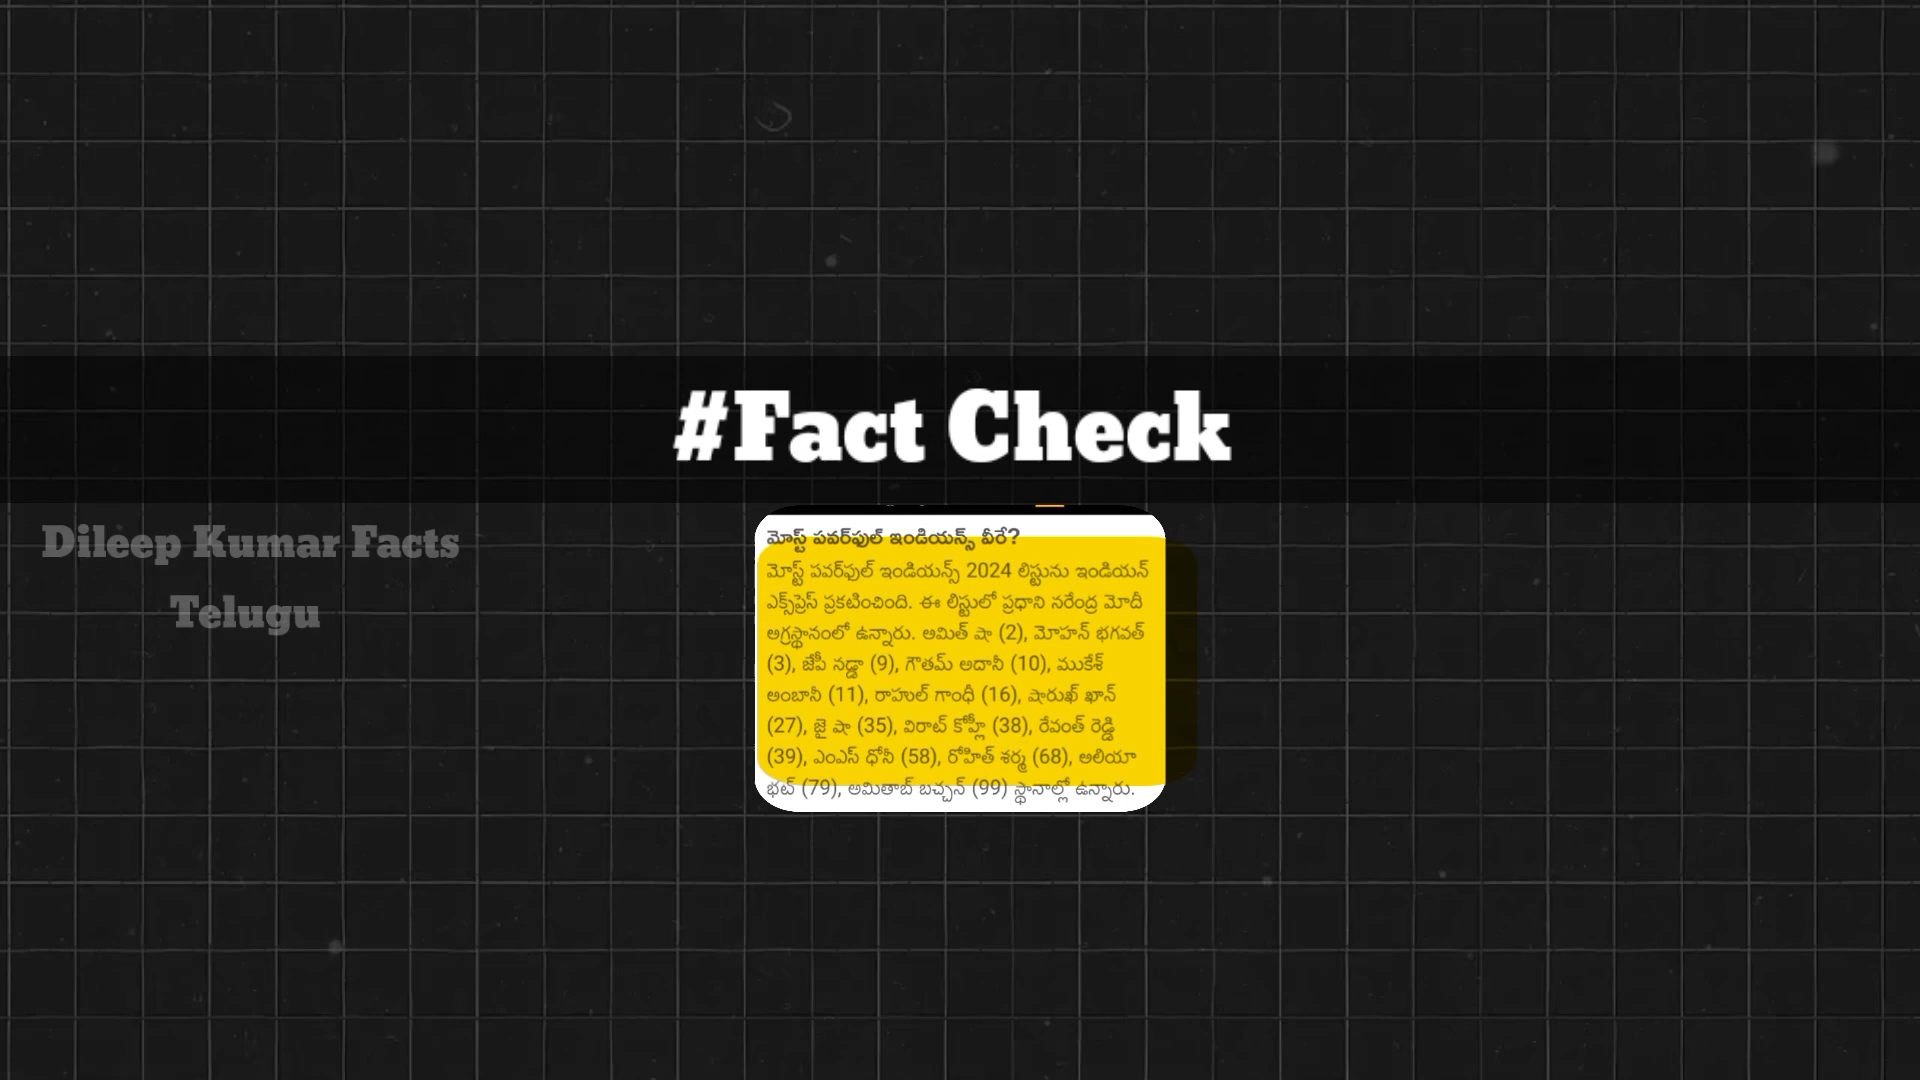 #Fact Check
Dileep Kumar Facts
Telugu
మోస్ట్ పవర్‌ఫుల్ ఇండియన్స్ వీరే?
మోస్ట్ పవర్‌ఫుల్ ఇండియన్స్ 2024 లిస్టును ఇండియన్
ఎక్స్‌ప్రెస్ ప్రకటించింది. ఈ లిస్టులో ప్రధాని నరేంద్ర మోదీ
అగ్రస్థానంలో ఉన్నారు. అమిత్ షా (2), మోహన్ భగవత్
(3), జేపీ నడ్డా (9), గౌతమ్ అదానీ (10), ముకేశ్
అంబానీ (11), రాహుల్ గాంధీ (16), షారుఖ్ ఖాన్
(27), జై షా (35), విరాట్ కోహ్లీ (38), రేవంత్ రెడ్డి
(39), ఎంఎస్ ధోనీ (58), రోహిత్ శర్మ (68), అలియా
భట్ (79), అమితాబ్ బచ్చన్ (99) స్థానాల్లో ఉన్నారు.